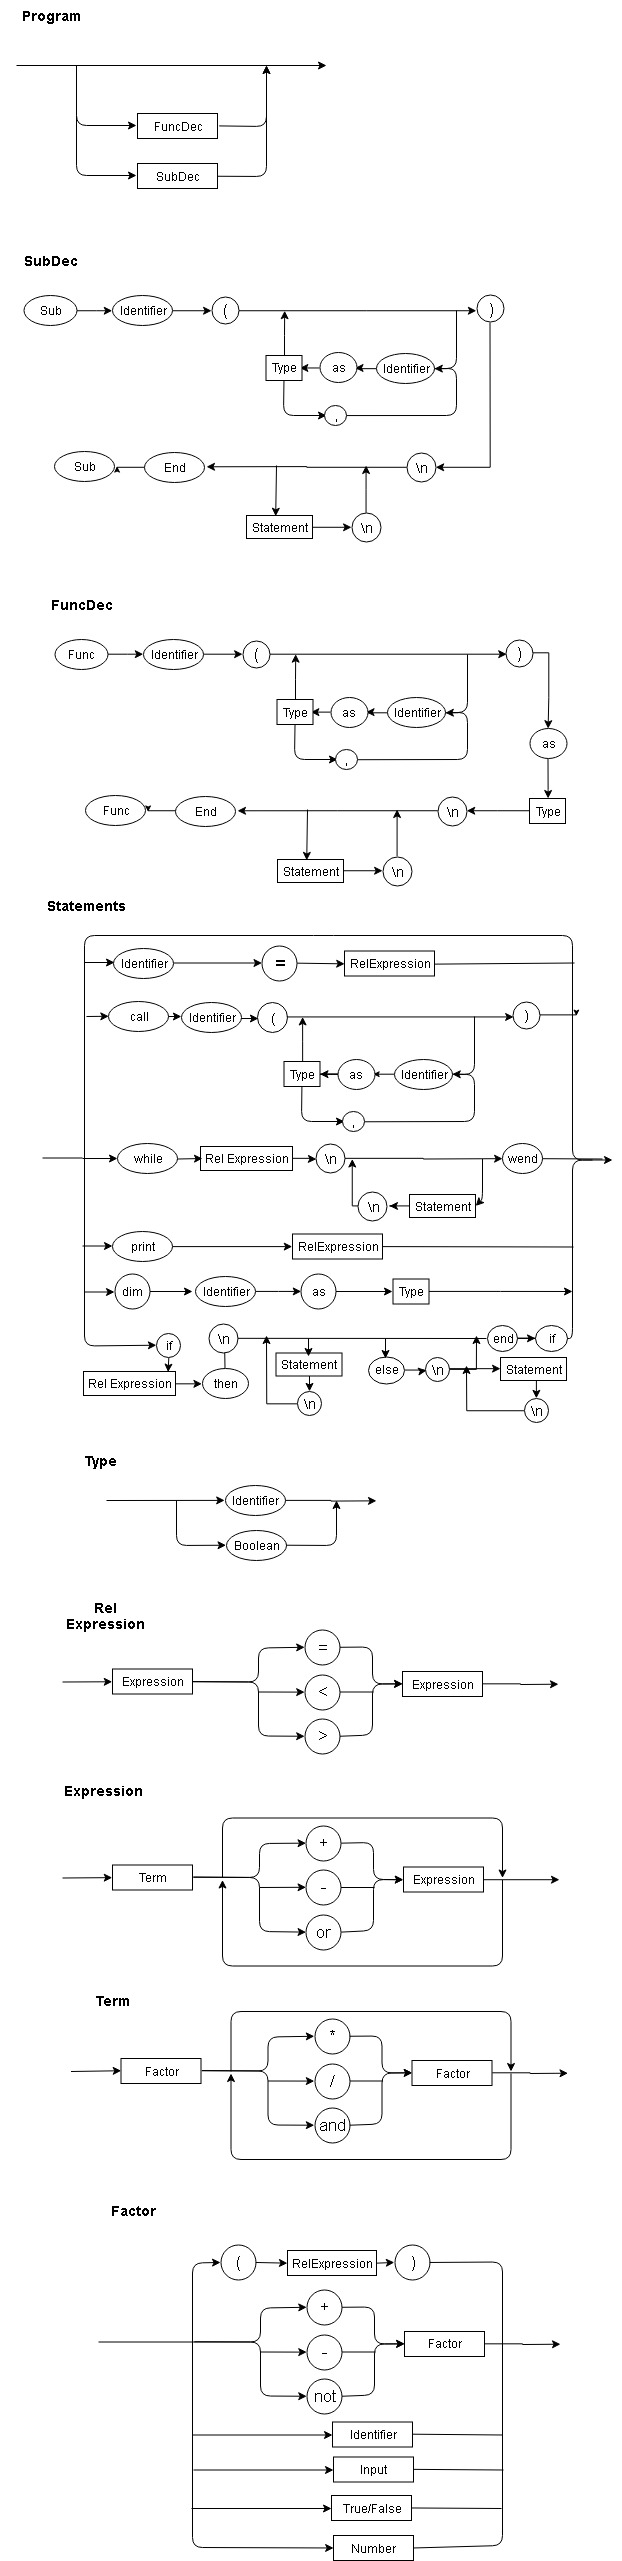 Program
FuncDec
SubDec
SubDec
Sub Identifier ( )
Type as Identifier
,
Sub End \n
Statement \n
FuncDec
Func Identifier ( )
Type as Identifier
as
,
Func End \n Type
Statement \n
Statements
Identifier = RelExpression
call Identifier ( )
Type as Identifier
,
while Rel Expression \n wend
\n Statement
print RelExpression
dim Identifier as Type
if \n end if
Statement else \n Statement
Rel Expression then
\n \n
Type
Identifier
Boolean
Rel
Expression
=
Expression < Expression
>
Expression
+
Term - Expression
or
Term
*
Factor / Factor
and
Factor
( RelExpression )
+
- Factor
not
Identifier
Input
True/False
Number